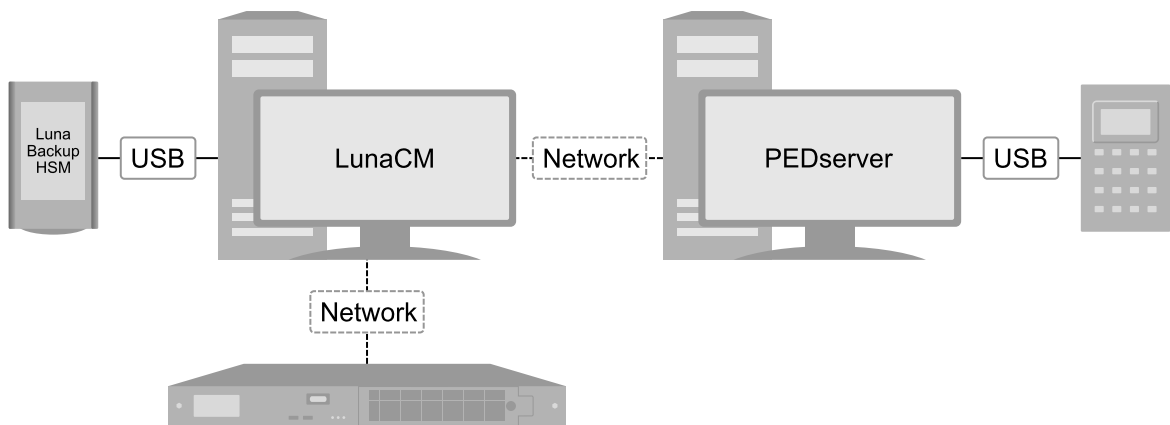 Luna
Backup
HSM
USB
LunaCM
Network
PEDserver
USB
Network